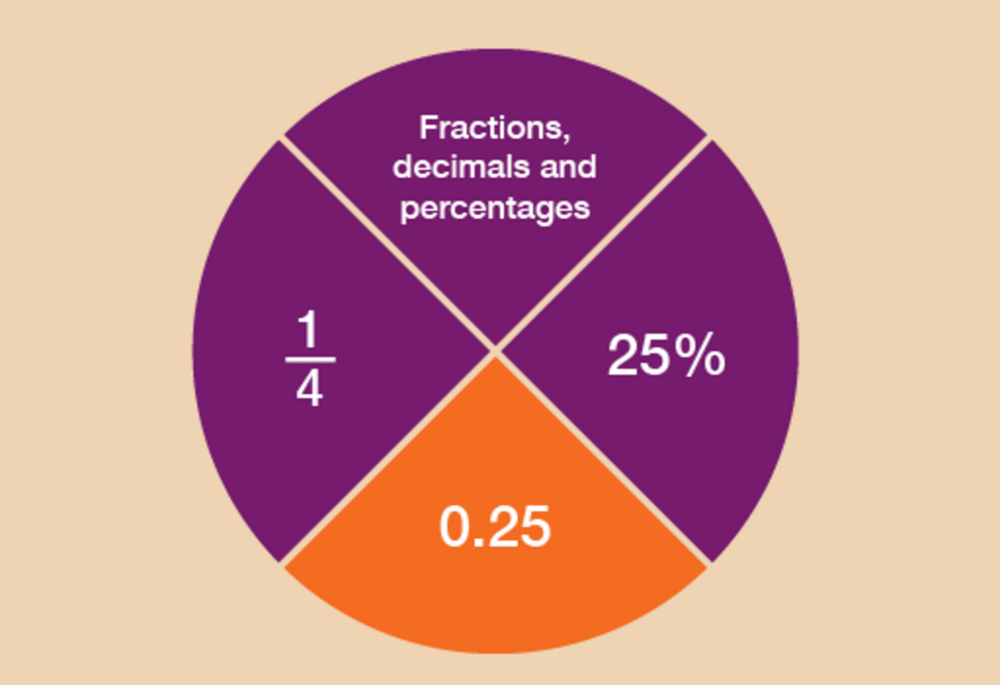 Fractions,
decimals and
percentages
1
4
25%
0.25